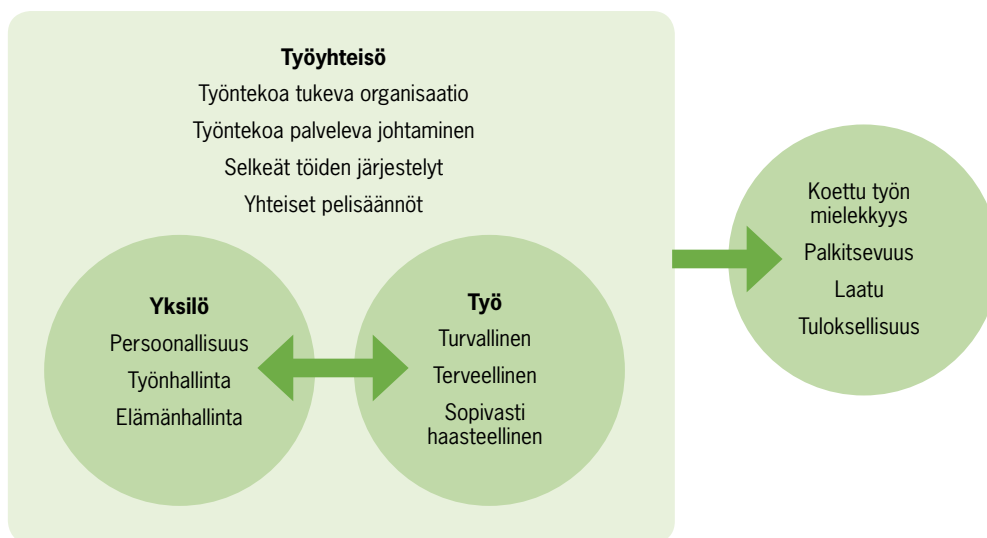 Työyhteisö
Työntekoa tukeva organisaatio
Työntekoa palveleva johtaminen
Selkeät töiden järjestelyt
Yhteiset pelisäännöt
Yksilö
Persoonallisuus
Työnhallinta
Elämänhallinta
Työ
Turvallinen
Terveellinen
Sopivasti
haasteellinen
Koettu työn
mielekkyys
Palkitsevuus
Laatu
Tuloksellisuus